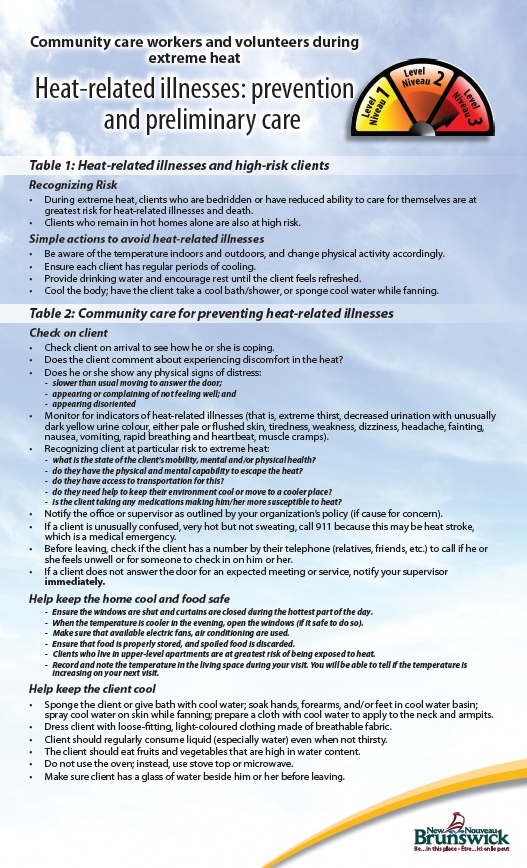 Community care workers and volunteers during
extreme heat
Heat-related illnesses: prevention
and preliminary care
Level 1
Niveau
Level
Niveau 2
Level 3
Niveau
Table 1: Heat-related illnesses and high-risk clients
Recognizing Risk
• During extreme heat, clients who are bedridden or have reduced ability to care for themselves are at
greatest risk for heat-related illnesses and death.
• Clients who remain in hot homes alone are also at high risk.
Simple actions to avoid heat-related illnesses
• Be aware of the temperature indoors and outdoors, and change physical activity accordingly.
• Ensure each client has regular periods of cooling.
• Provide drinking water and encourage rest until the client feels refreshed.
• Cool the body; have the client take a cool bath/shower, or sponge cool water while fanning.
Table 2: Community care for preventing heat-related illnesses
Check on client
• Check client on arrival to see how he or she is coping.
• Does the client comment about experiencing discomfort in the heat?
• Does he or she show any physical signs of distress:
- slower than usual moving to answer the door;
- appearing or complaining of not feeling well; and
- appearing disoriented
• Monitor for indicators of heat-related illnesses (that is, extreme thirst, decreased urination with unusually
dark yellow urine colour, either pale or flushed skin, tiredness, weakness, dizziness, headache, fainting,
nausea, vomiting, rapid breathing and heartbeat, muscle cramps).
• Recognizing client at particular risk to extreme heat:
- what is the state of the client's mobility, mental and/or physical health?
- do they have the physical and mental capability to escape the heat?
- do they have access to transportation for this?
- do they need help to keep their environment cool or move to a cooler place?
- Is the client taking any medications making him/her more susceptible to heat?
• Notify the office or supervisor as outlined by your organization's policy (if cause for concern).
• If a client is unusually confused, very hot but not sweating, call 911 because this may be heat stroke,
which is a medical emergency.
• Before leaving, check if the client has a number by their telephone (relatives, friends, etc.) to call if he or
she feels unwell or for someone to check in on him or her.
• If a client does not answer the door for an expected meeting or service, notify your supervisor
immediately.
Help keep the home cool and food safe
- Ensure the windows are shut and curtains are closed during the hottest part of the day.
- When the temperature is cooler in the evening, open the windows (if it safe to do so).
- Make sure that available electric fans, air conditioning are used.
- Ensure that food is properly stored, and spoiled food is discarded.
- Clients who live in upper-level apartments are at greatest risk of being exposed to heat.
- Record and note the temperature in the living space during your visit. You will be able to tell if the temperature is
increasing on your next visit.
Help keep the client cool
• Sponge the client or give bath with cool water; soak hands, forearms, and/or feet in cool water basin;
spray cool water on skin while fanning; prepare a cloth with cool water to apply to the neck and armpits.
• Dress client with loose-fitting, light-coloured clothing made of breathable fabric.
• Client should regularly consume liquid (especially water) even when not thirsty.
• The client should eat fruits and vegetables that are high in water content.
• Do not use the oven; instead, use stove top or microwave.
• Make sure client has a glass of water beside him or her before leaving.
New Nouveau
Brunswick
Be...in this place - Être...ici on le peut